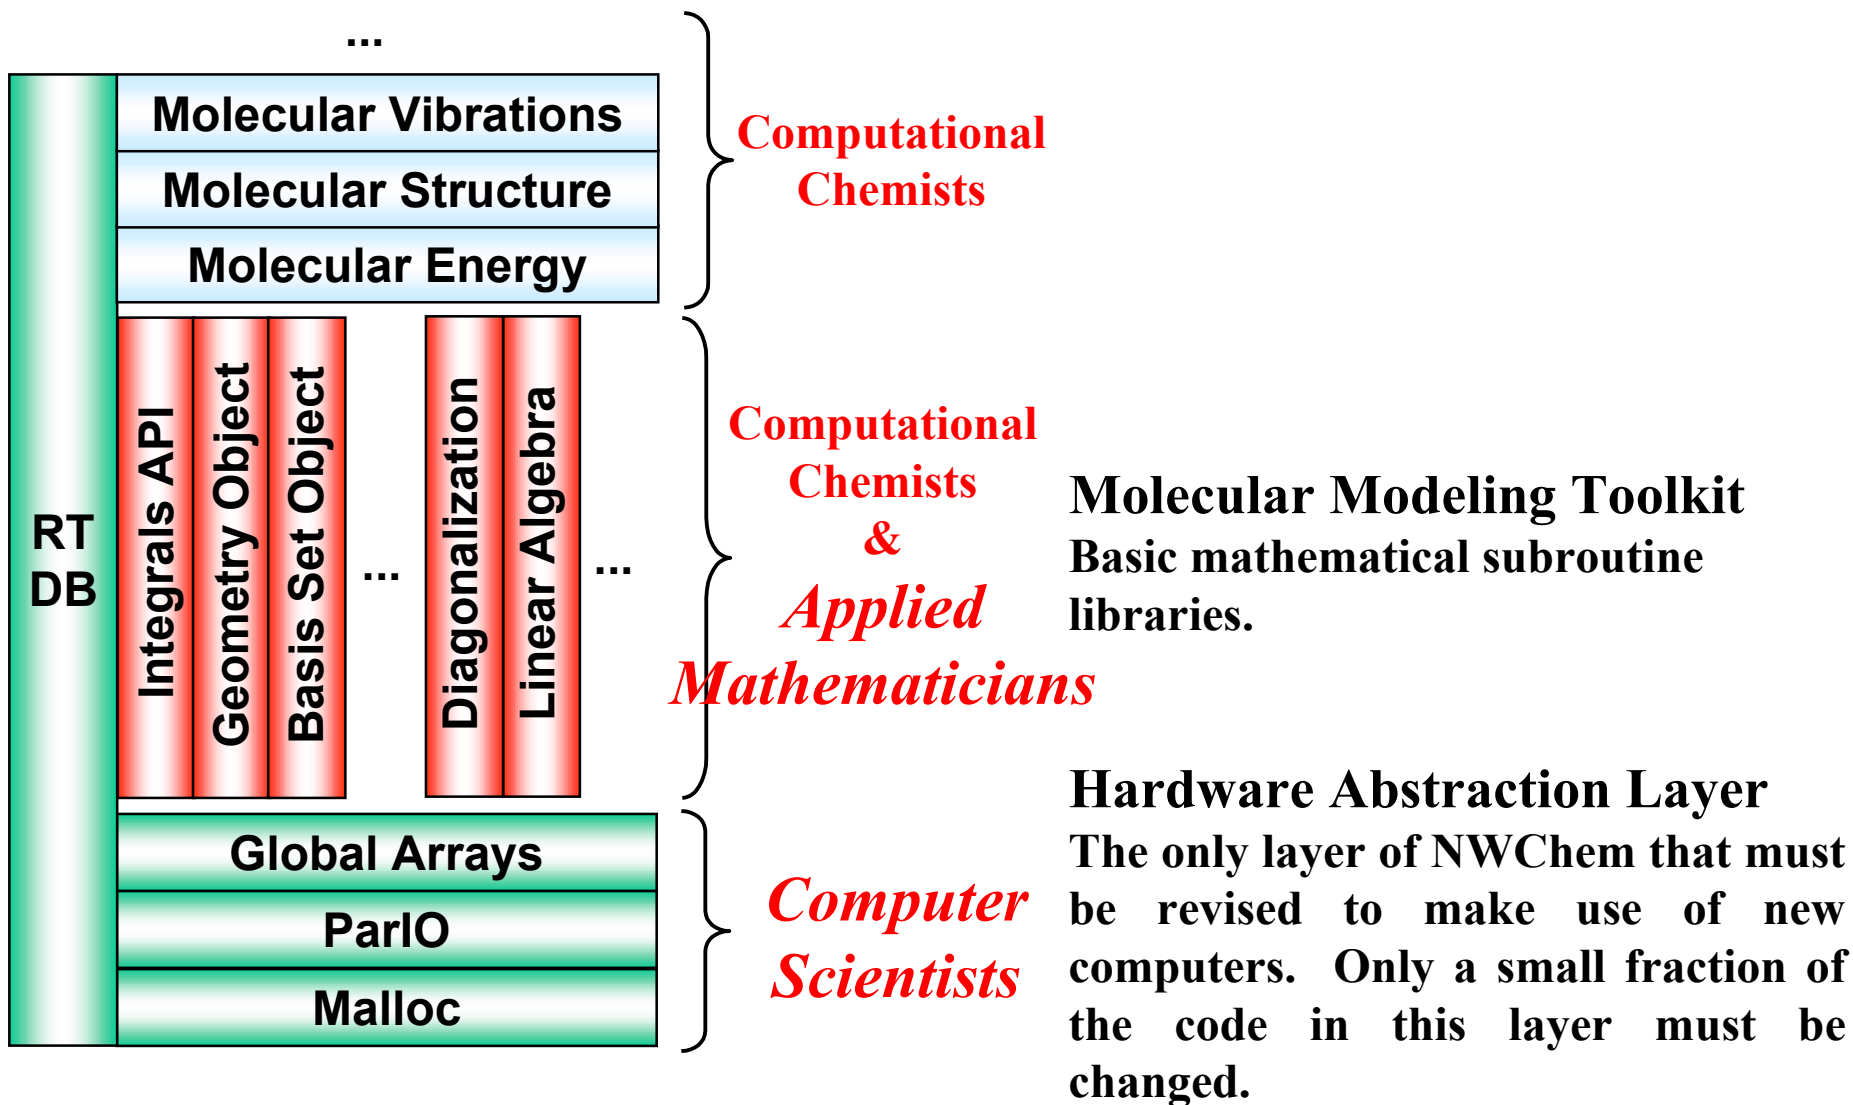 ...
Molecular Vibrations
Molecular Structure
Molecular Energy
Computational
Chemists
RT
DB
Integrals API
Geometry Object
Basis Set Object
...
Diagonalization
Linear Algebra
...
Computational
Chemists
&
Applied
Mathematicians
Molecular Modeling Toolkit
Basic mathematical subroutine
libraries.
Global Arrays
ParIO
Malloc
Computer
Scientists
Hardware Abstraction Layer
The only layer of NWChem that must
be revised to make use of new
computers. Only a small fraction of
the code in this layer must be
changed.